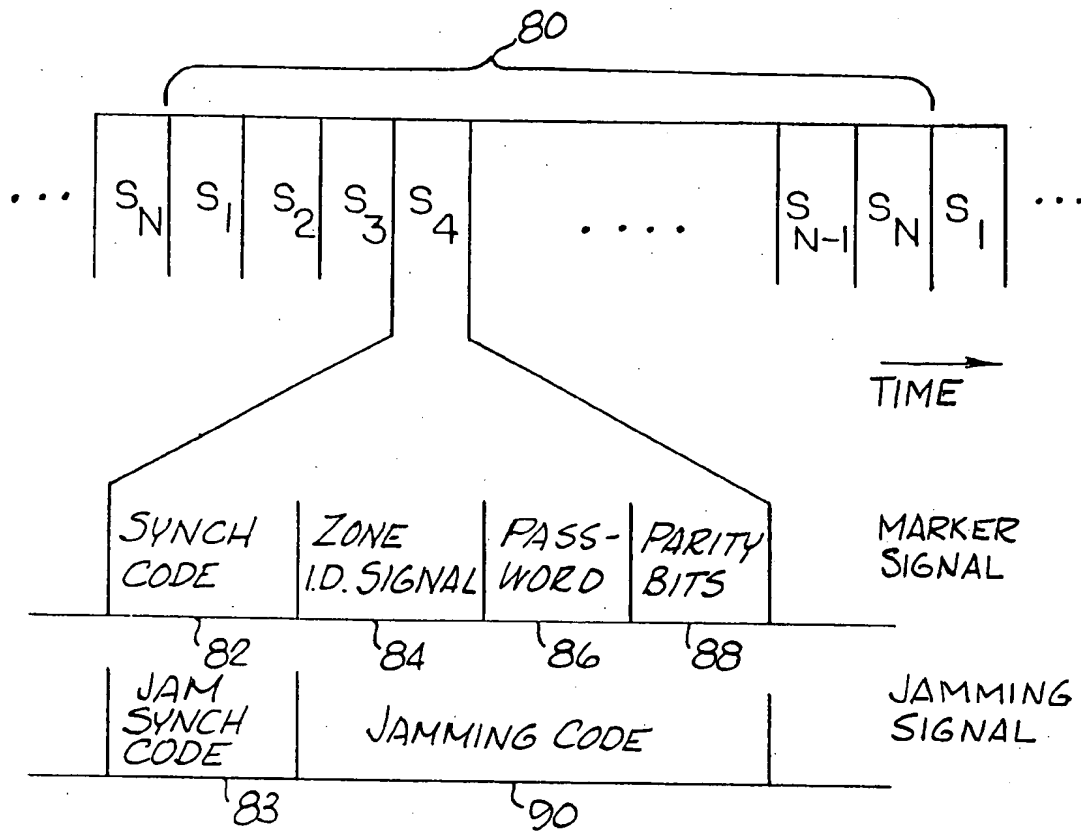 80
... S_N S_1 S_2 S_3 S_4 .... S_N-1 S_N S_1 ...
TIME
SYNCH CODE
ZONE I.D. SIGNAL
PASS-WORD
PARITY BITS
MARKER SIGNAL
82 84 86 88
JAM SYNCH CODE
JAMMING CODE
JAMMING SIGNAL
83 90